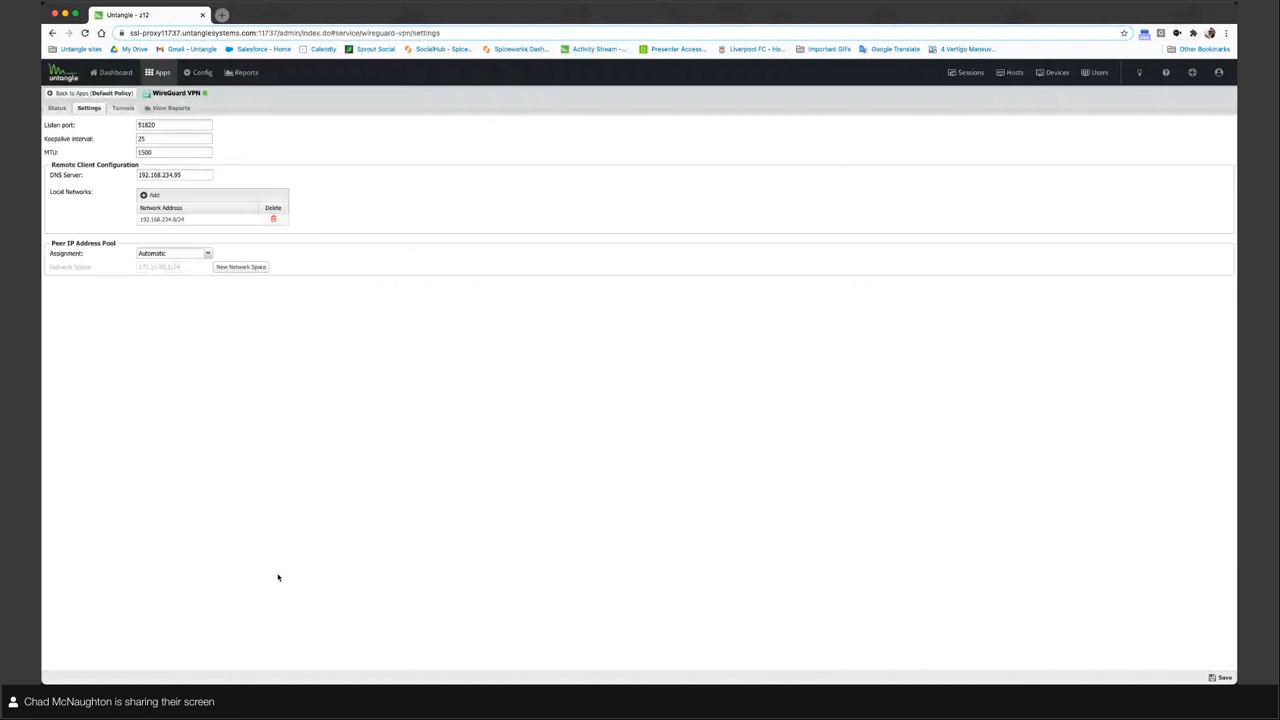 Untangle - z12
ssl-proxy11737.untanglesystems.com:11737/admin/index.do#service/wireguard-vpn/settings
Untangle sites
My Drive
Gmail - Untangle
Salesforce - Home
Calendly
Sprout Social
SocialHub - Spice...
Spiceworks Dash...
Activity Stream -...
Presenter Access...
Liverpool FC - Ho...
Important GIFs
Google Translate
4 Vertigo Maneuv...
Other Bookmarks
untangle
Dashboard
Apps
Config
Reports
Sessions
Hosts
Devices
Users
Back to Apps (Default Policy)
WireGuard VPN
Status
Settings
Tunnels
View Reports
Listen port:
51820
Keepalive interval:
25
MTU:
1500
Remote Client Configuration
DNS Server:
192.168.234.95
Local Networks:
Add
Network Address
Delete
192.168.234.0/24
Peer IP Address Pool
Assignment:
Automatic
Network Space:
New Network Space
Save
Chad McNaughton is sharing their screen